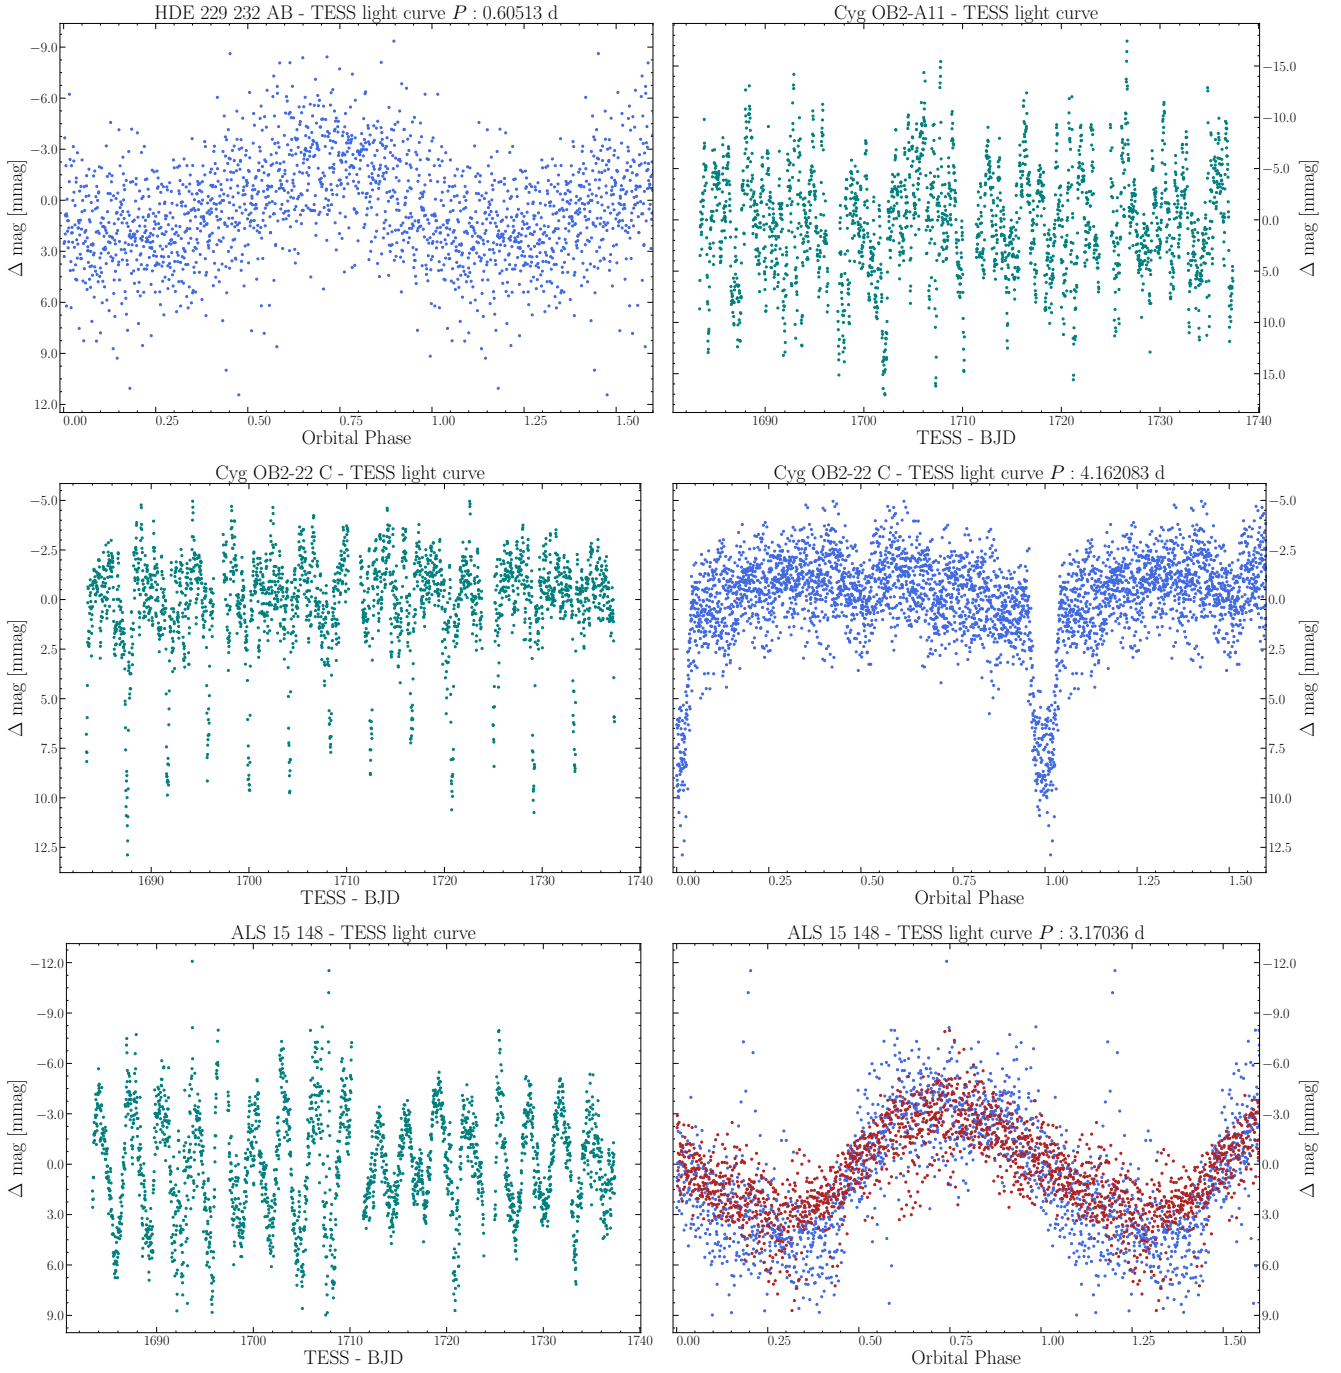 HDE 229 232 AB - TESS light curve P : 0.60513 d
−9.0
−6.0
−3.0
0.0
3.0
6.0
9.0
12.0
Δ mag [mmag]
0.00 0.25 0.50 0.75 1.00 1.25 1.50
Orbital Phase
Cyg OB2-A11 - TESS light curve
−15.0
−10.0
−5.0
0.0
5.0
10.0
15.0
Δ mag [mmag]
1690 1700 1710 1720 1730 1740
TESS - BJD
Cyg OB2-22 C - TESS light curve
−5.0
−2.5
0.0
2.5
5.0
7.5
10.0
12.5
Δ mag [mmag]
1690 1700 1710 1720 1730 1740
TESS - BJD
Cyg OB2-22 C - TESS light curve P : 4.162083 d
−5.0
−2.5
0.0
2.5
5.0
7.5
10.0
12.5
Δ mag [mmag]
0.00 0.25 0.50 0.75 1.00 1.25 1.50
Orbital Phase
ALS 15 148 - TESS light curve
−12.0
−9.0
−6.0
−3.0
0.0
3.0
6.0
9.0
Δ mag [mmag]
1690 1700 1710 1720 1730 1740
TESS - BJD
ALS 15 148 - TESS light curve P : 3.17036 d
−12.0
−9.0
−6.0
−3.0
0.0
3.0
6.0
9.0
Δ mag [mmag]
0.00 0.25 0.50 0.75 1.00 1.25 1.50
Orbital Phase